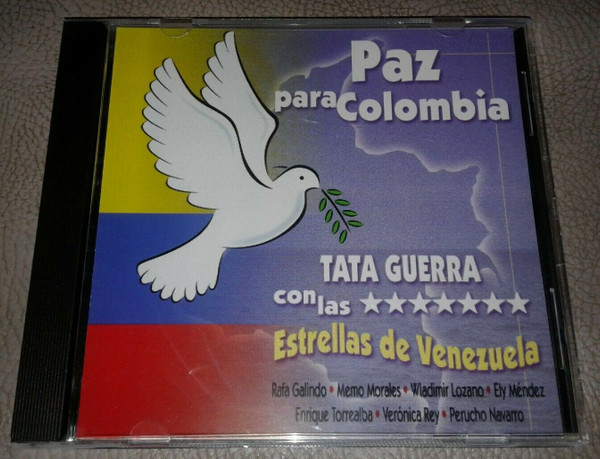 Paz
para Colombia
TATA GUERRA
con las ★★★★★★★
Estrellas de Venezuela
Rafa Galindo • Memo Morales • Wladimir Lozano • Ely Méndez
Enrique Torrealba • Verónica Rey • Perucho Navarro